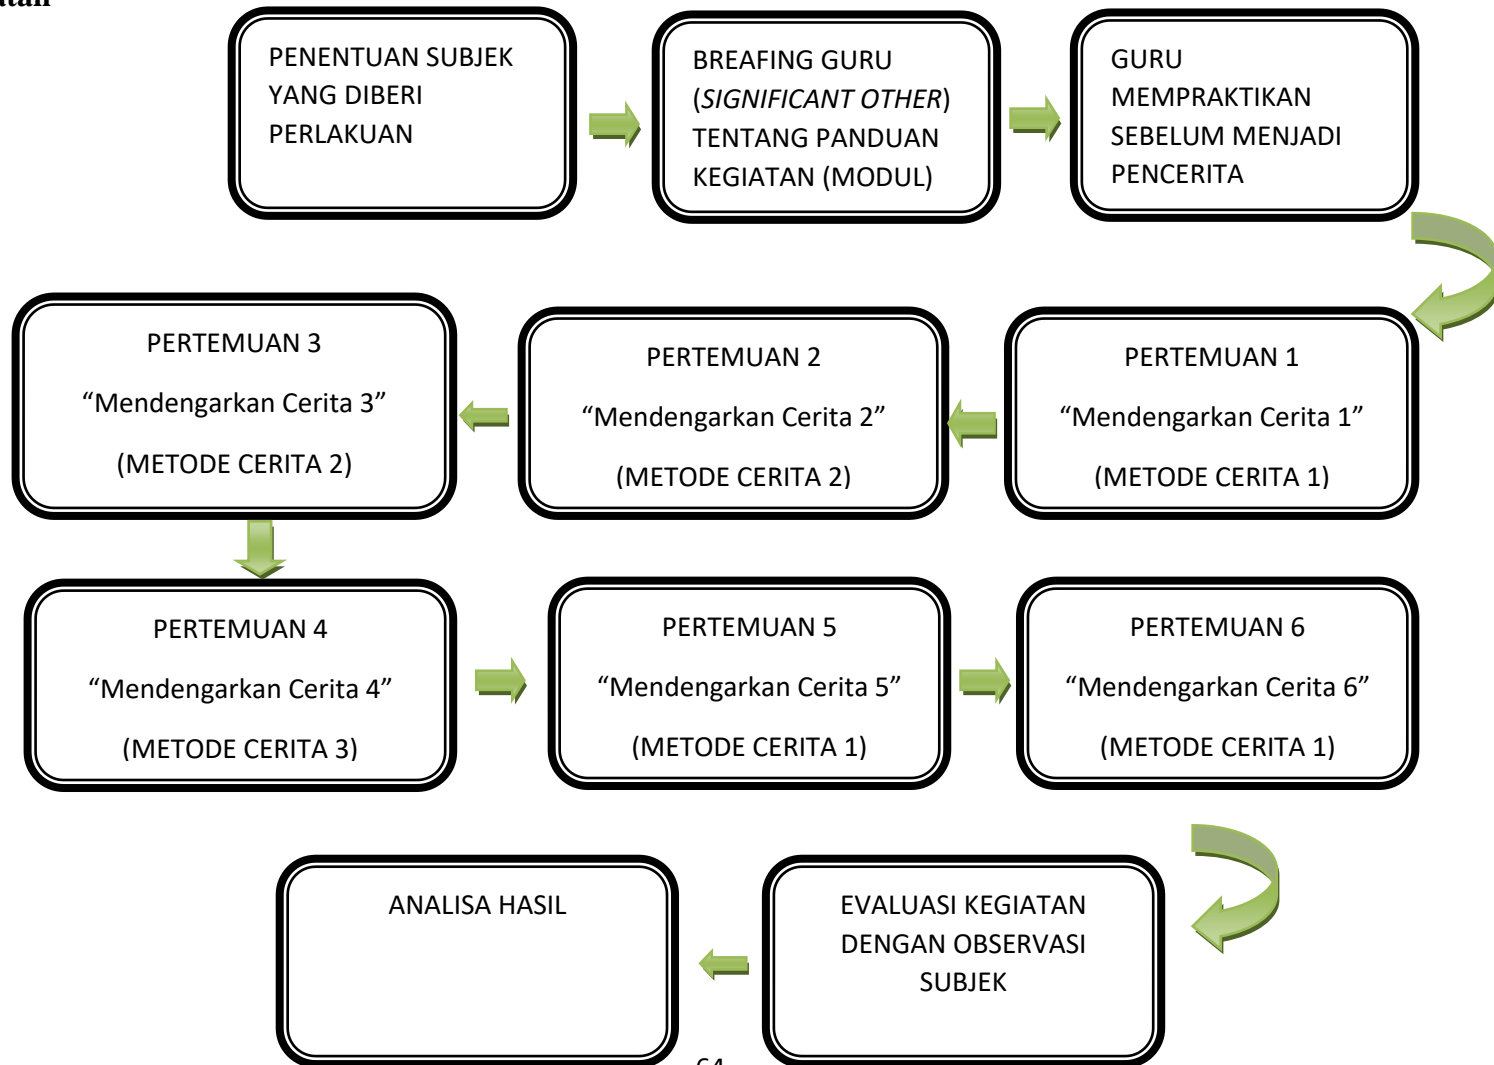 PENENTUAN SUBJEK
YANG DIBERI
PERLAKUAN
BREAFING GURU
(SIGNIFICANT OTHER)
TENTANG PANDUAN
KEGIATAN (MODUL)
GURU
MEMPRAKTIKAN
SEBELUM MENJADI
PENCERITA
PERTEMUAN 1
“Mendengarkan Cerita 1”
(METODE CERITA 1)
PERTEMUAN 2
“Mendengarkan Cerita 2”
(METODE CERITA 2)
PERTEMUAN 3
“Mendengarkan Cerita 3”
(METODE CERITA 2)
PERTEMUAN 4
“Mendengarkan Cerita 4”
(METODE CERITA 3)
PERTEMUAN 5
“Mendengarkan Cerita 5”
(METODE CERITA 1)
PERTEMUAN 6
“Mendengarkan Cerita 6”
(METODE CERITA 1)
EVALUASI KEGIATAN
DENGAN OBSERVASI
SUBJEK
ANALISA HASIL